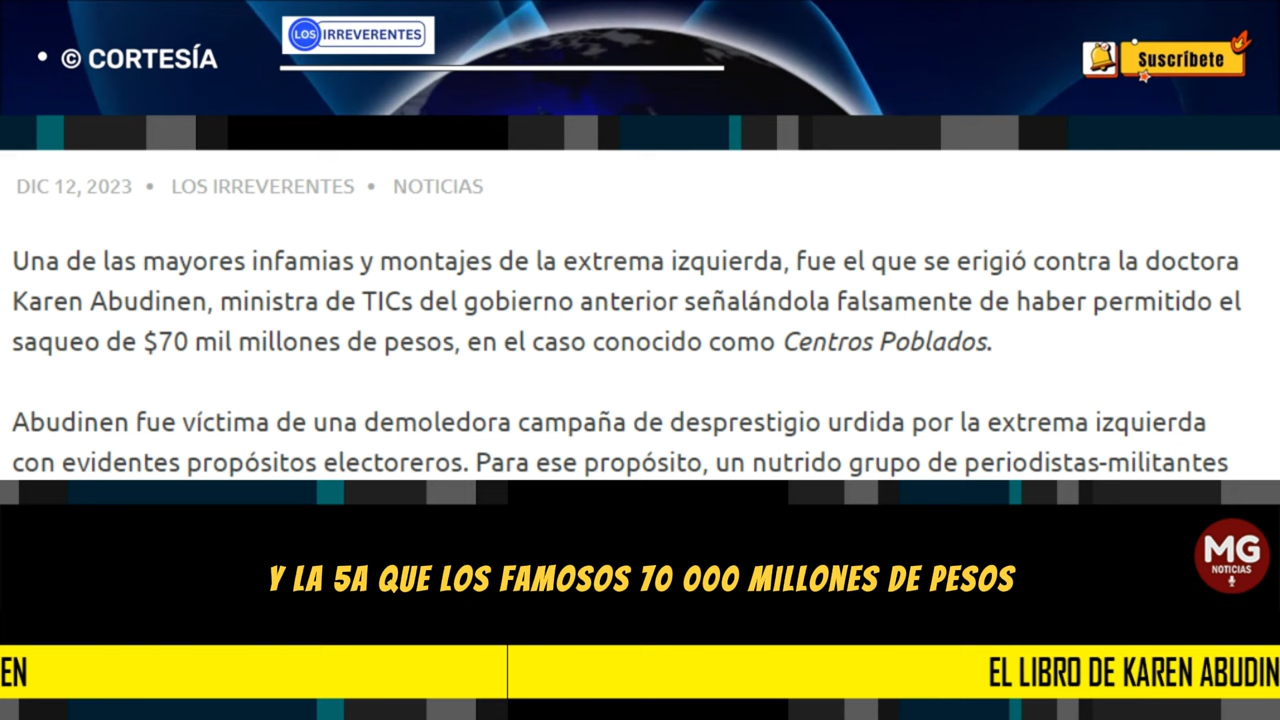 • © CORTESÍA
LOS IRREVERENTES
Suscríbete
DIC 12, 2023 • LOS IRREVERENTES • NOTICIAS
Una de las mayores infamias y montajes de la extrema izquierda, fue el que se erigió contra la doctora
Karen Abudinen, ministra de TICs del gobierno anterior señalándola falsamente de haber permitido el
saqueo de $70 mil millones de pesos, en el caso conocido como Centros Poblados.
Abudinen fue víctima de una demoledora campaña de desprestigio urdida por la extrema izquierda
con evidentes propósitos electoreros. Para ese propósito, un nutrido grupo de periodistas-militantes
MG
NOTICIAS
Y LA 5A QUE LOS FAMOSOS 70 000 MILLONES DE PESOS
EN
EL LIBRO DE KAREN ABUDIN